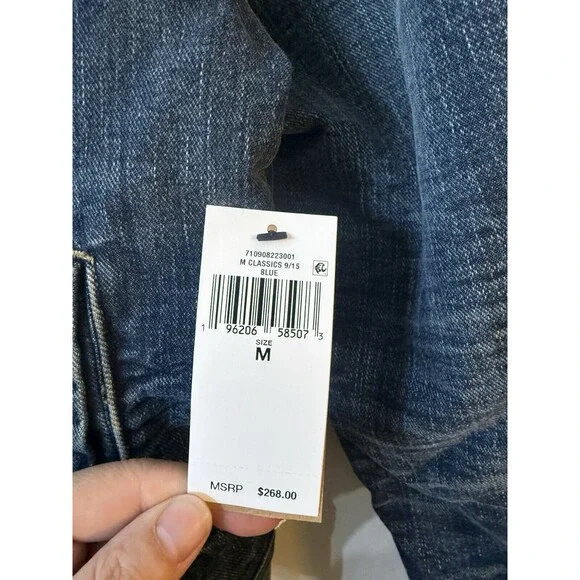 710908223001
M CLASSICS 9/15
BLUE
1 96206 58507 3
SIZE
M
MSRP $268.00